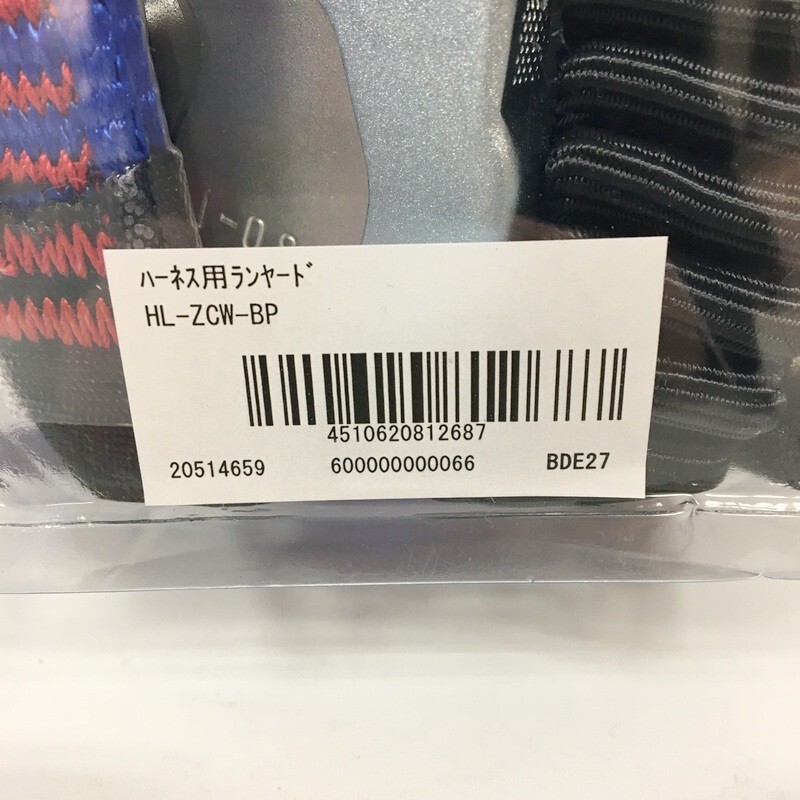 ﾊｰﾈｽ用ﾗﾝﾔｰﾄﾞ
HL-ZCW-BP
4510620812687
20514659 600000000066 BDE27